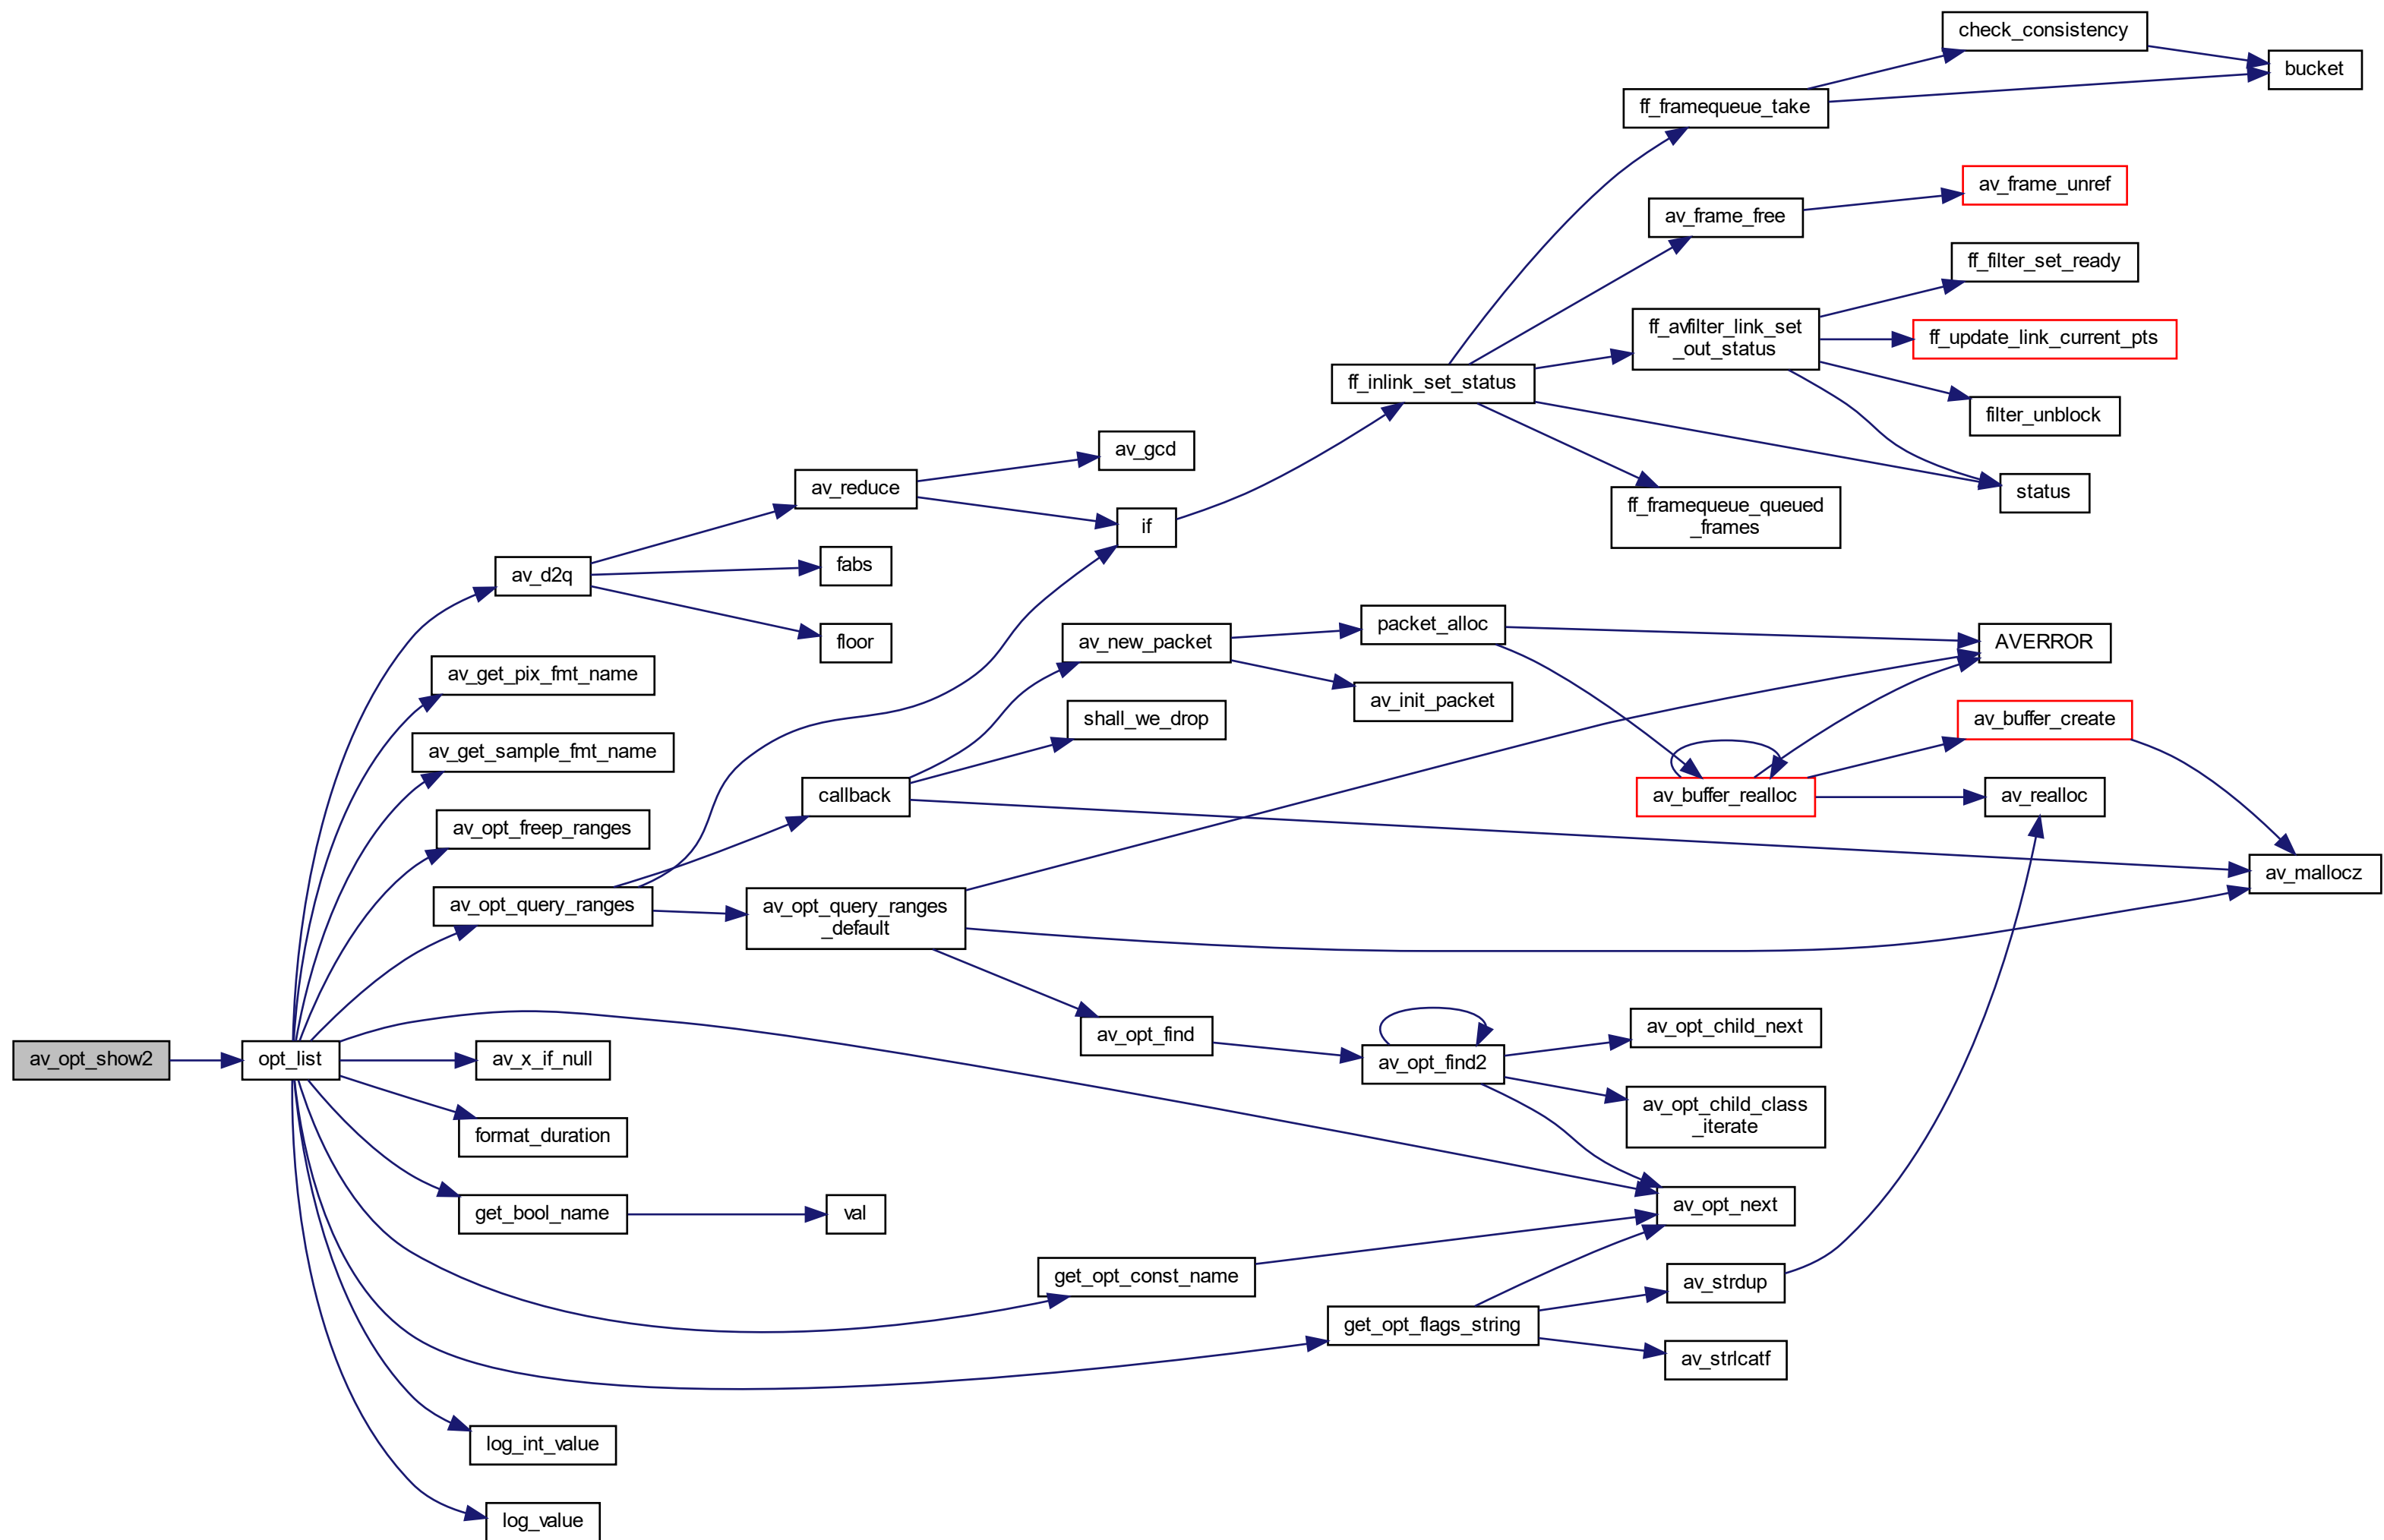 check_consistency
bucket
ff_framequeue_take
av_frame_unref
av_frame_free
ff_filter_set_ready
ff_avfilter_link_set
_out_status
ff_update_link_current_pts
ff_inlink_set_status
filter_unblock
av_gcd
av_reduce
status
ff_framequeue_queued
_frames
if
av_d2q
fabs
floor
packet_alloc
AVERROR
av_new_packet
av_get_pix_fmt_name
av_init_packet
shall_we_drop
av_buffer_create
av_get_sample_fmt_name
callback
av_buffer_realloc
av_realloc
av_opt_freep_ranges
av_mallocz
av_opt_query_ranges
av_opt_query_ranges
_default
av_opt_find
av_opt_child_next
av_opt_show2
opt_list
av_x_if_null
av_opt_find2
av_opt_child_class
_iterate
format_duration
av_opt_next
get_bool_name
val
get_opt_const_name
av_strdup
get_opt_flags_string
av_strlcatf
log_int_value
log_value